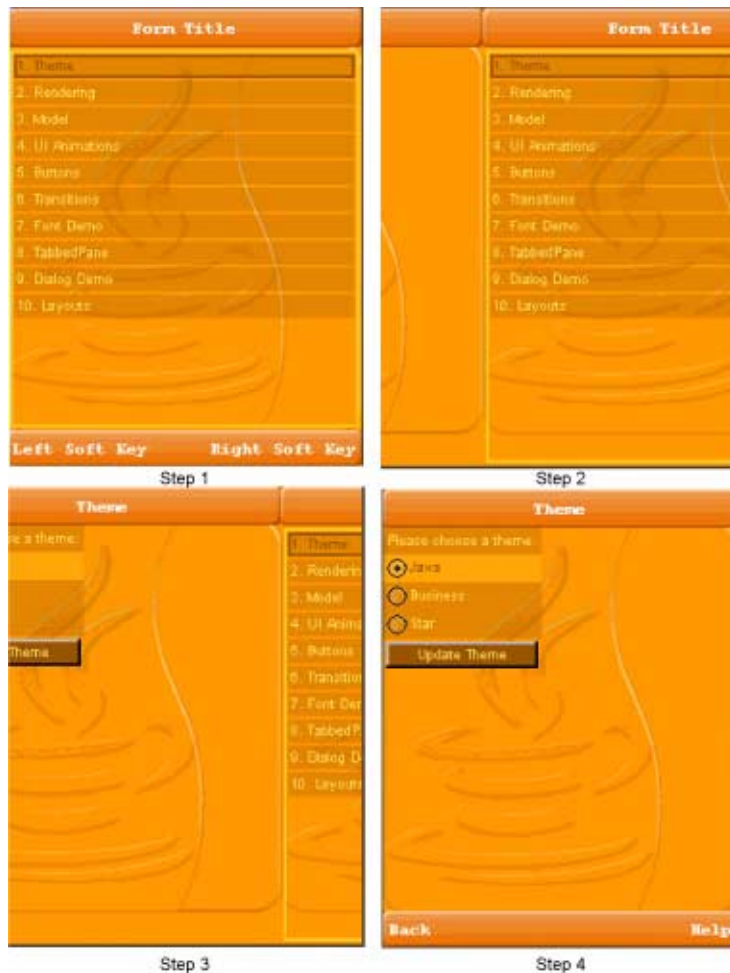 Form Title
1. Theme
2. Rendering
3. Model
4. UI Animations
5. Buttons
6. Transitions
7. Font Demo
8. TabbedPane
9. Dialog Demo
10. Layouts
Left Soft Key Right Soft Key
Step 1
Form Title
1. Theme
2. Rendering
3. Model
4. UI Animations
5. Buttons
6. Transitions
7. Font Demo
8. TabbedPane
9. Dialog Demo
10. Layouts
Step 2
Theme
se a theme:
Theme
1. Theme
2. Renderin
3. Model
4. UI Anima
5. Buttons
6. Transition
7. Font Dem
8. TabbedP
9. Dialog D
10. Layouts
Step 3
Theme
Please choose a theme
Java
Business
Star
Update Theme
Back Help
Step 4